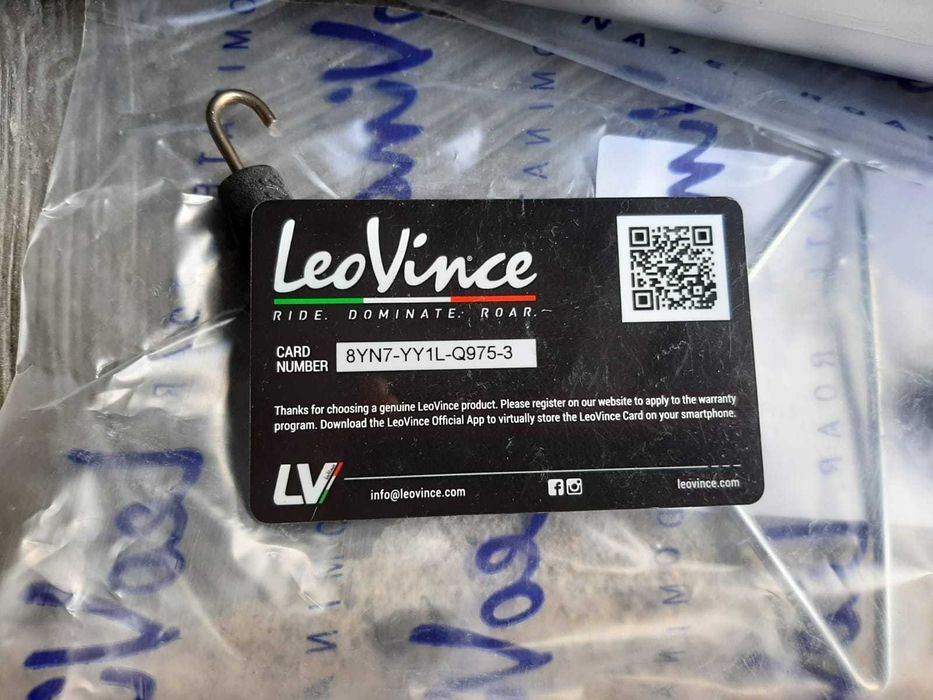 LeoVince
RIDE. DOMINATE. ROAR.
CARD
NUMBER
8YN7-YY1L-Q975-3
Thanks for choosing a genuine LeoVince product. Please register on our website to apply to the warranty
program. Download the LeoVince Official App to virtually store the LeoVince Card on your smartphone.
LV
info@leovince.com
leovince.com